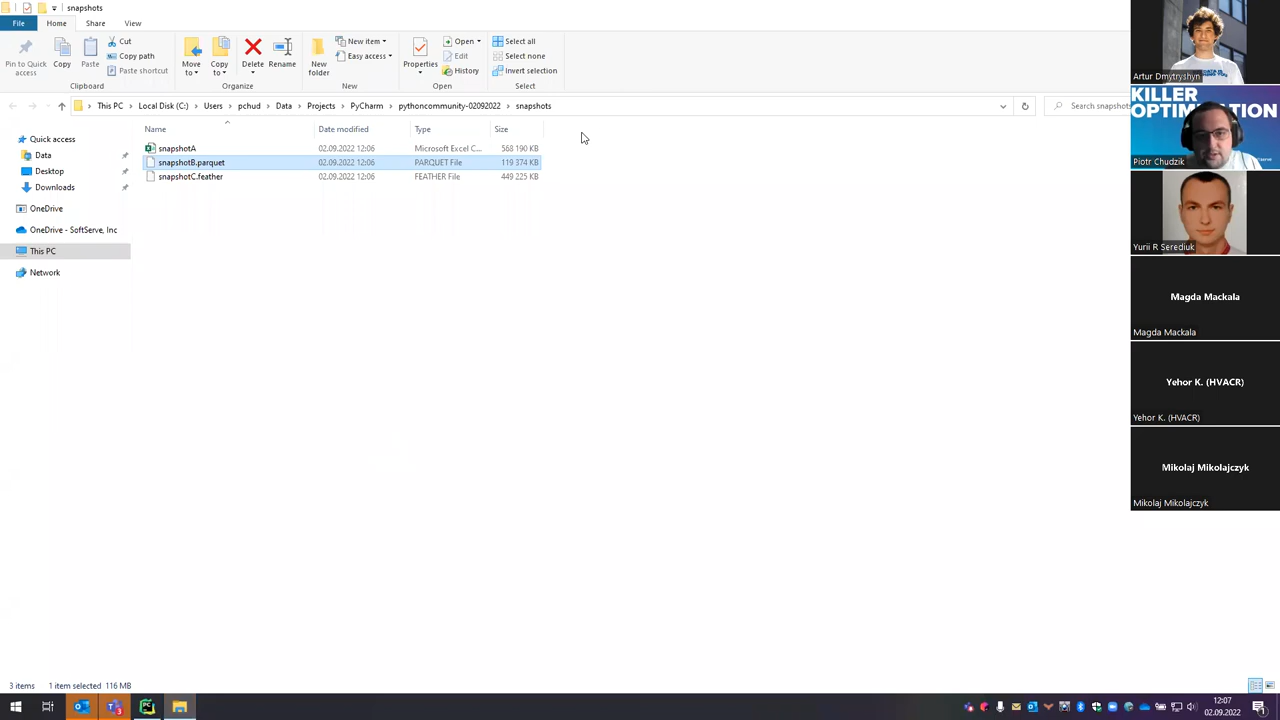 snapshots
File
Home
Share
View
Pin to Quick access
Copy
Paste
Cut
Copy path
Paste shortcut
Clipboard
Move to
Copy to
Delete
Rename
Organize
New folder
New item
Easy access
New
Properties
Open
Edit
History
Open
Select all
Select none
Invert selection
Select
This PC
Local Disk (C:)
Users
pchud
Data
Projects
PyCharm
pythoncommunity-02092022
snapshots
Search snapshots
Name
Date modified
Type
Size
snapshotA
02.09.2022 12:06
Microsoft Excel C...
568 190 KB
snapshotB.parquet
02.09.2022 12:06
PARQUET File
119 374 KB
snapshotC.feather
02.09.2022 12:06
FEATHER File
449 225 KB
Quick access
Data
Desktop
Downloads
OneDrive
OneDrive - SoftServe, Inc
This PC
Network
3 items
1 item selected 116 MB
Artur Dmytryshyn
KILLER
OPTIMIZATION
Piotr Chudzik
Yurii R Serediuk
Magda Mackala
Magda Mackala
Yehor K. (HVACR)
Yehor K. (HVACR)
Mikolaj Mikolajczyk
Mikolaj Mikolajczyk
12:07
02.09.2022